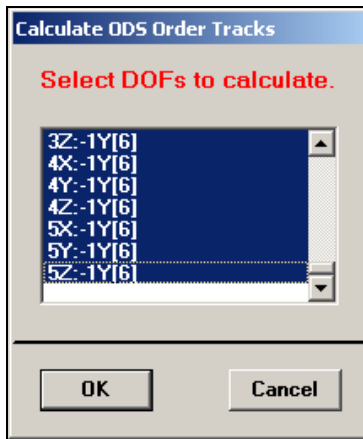 Calculate ODS Order Tracks
Select DOFs to calculate.
3Z:-1Y[6]
4X:-1Y[6]
4Y:-1Y[6]
4Z:-1Y[6]
5X:-1Y[6]
5Y:-1Y[6]
5Z:-1Y[6]
OK Cancel